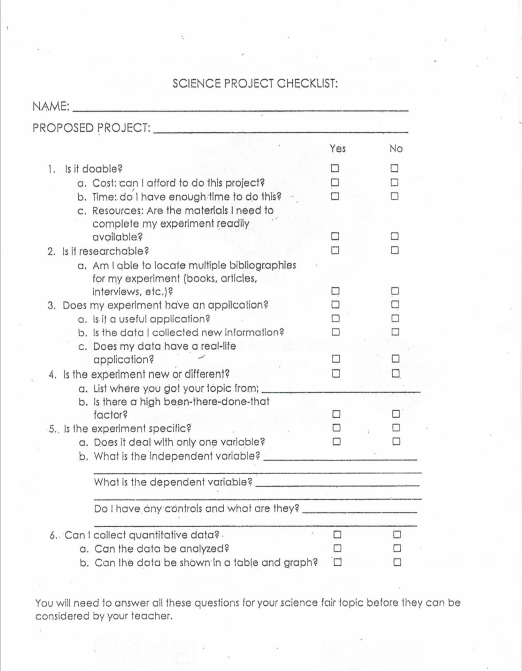 SCIENCE PROJECT CHECKLIST:
NAME:
PROPOSED PROJECT:
Yes No
1. Is it doable?
a. Cost: can I afford to do this project?
b. Time: do I have enough time to do this?
c. Resources: Are the materials I need to
complete my experiment readily
available?
2. Is it researchable?
a. Am I able to locate multiple bibliographies
for my experiment (books, articles,
interviews, etc.)?
3. Does my experiment have an application?
a. Is it a useful application?
b. Is the data I collected new information?
c. Does my data have a real-life
application?
4. Is the experiment new or different?
a. List where you got your topic from:
b. Is there a high been-there-done-that
factor?
5. Is the experiment specific?
a. Does it deal with only one variable?
b. What is the independent variable?
What is the dependent variable?
Do I have any controls and what are they?
6. Can I collect quantitative data?
a. Can the data be analyzed?
b. Can the data be shown in a table and graph?
You will need to answer all these questions for your science fair topic before they can be
considered by your teacher.